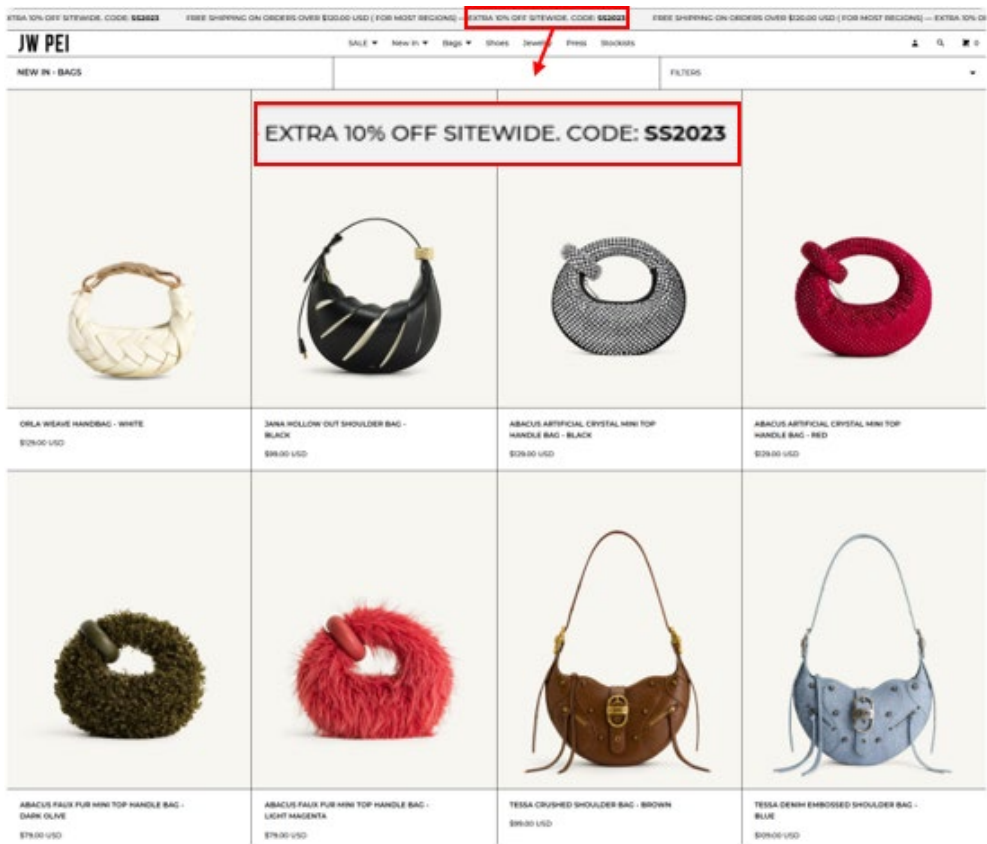 10% OFF SITEWIDE. CODE: SS2023 FREE SHIPPING ON ORDERS OVER $120.00 USD ( FOR MOST REGIONS) — EXTRA 10% OFF SITEWIDE. CODE: SS2023 FREE SHIPPING ON ORDERS OVER $120.00 USD ( FOR MOST REGIONS) — EXTRA 10%
JW PEI
SALE New In Bags Shoes Jewelry Press Stockists
0
NEW IN - BAGS
FILTERS
EXTRA 10% OFF SITEWIDE. CODE: SS2023
ORLA WEAVE HANDBAG - WHITE
$129.00 USD
JANA HOLLOW OUT SHOULDER BAG -
BLACK
$99.00 USD
ABACUS ARTIFICIAL CRYSTAL MINI TOP
HANDLE BAG - BLACK
$129.00 USD
ABACUS ARTIFICIAL CRYSTAL MINI TOP
HANDLE BAG - RED
$129.00 USD
ABACUS FAUX FUR MINI TOP HANDLE BAG -
DARK OLIVE
$79.00 USD
ABACUS FAUX FUR MINI TOP HANDLE BAG -
LIGHT MAGENTA
$79.00 USD
TESSA CRUSHED SHOULDER BAG - BROWN
$99.00 USD
TESSA DENIM EMBOSSED SHOULDER BAG -
BLUE
$109.00 USD